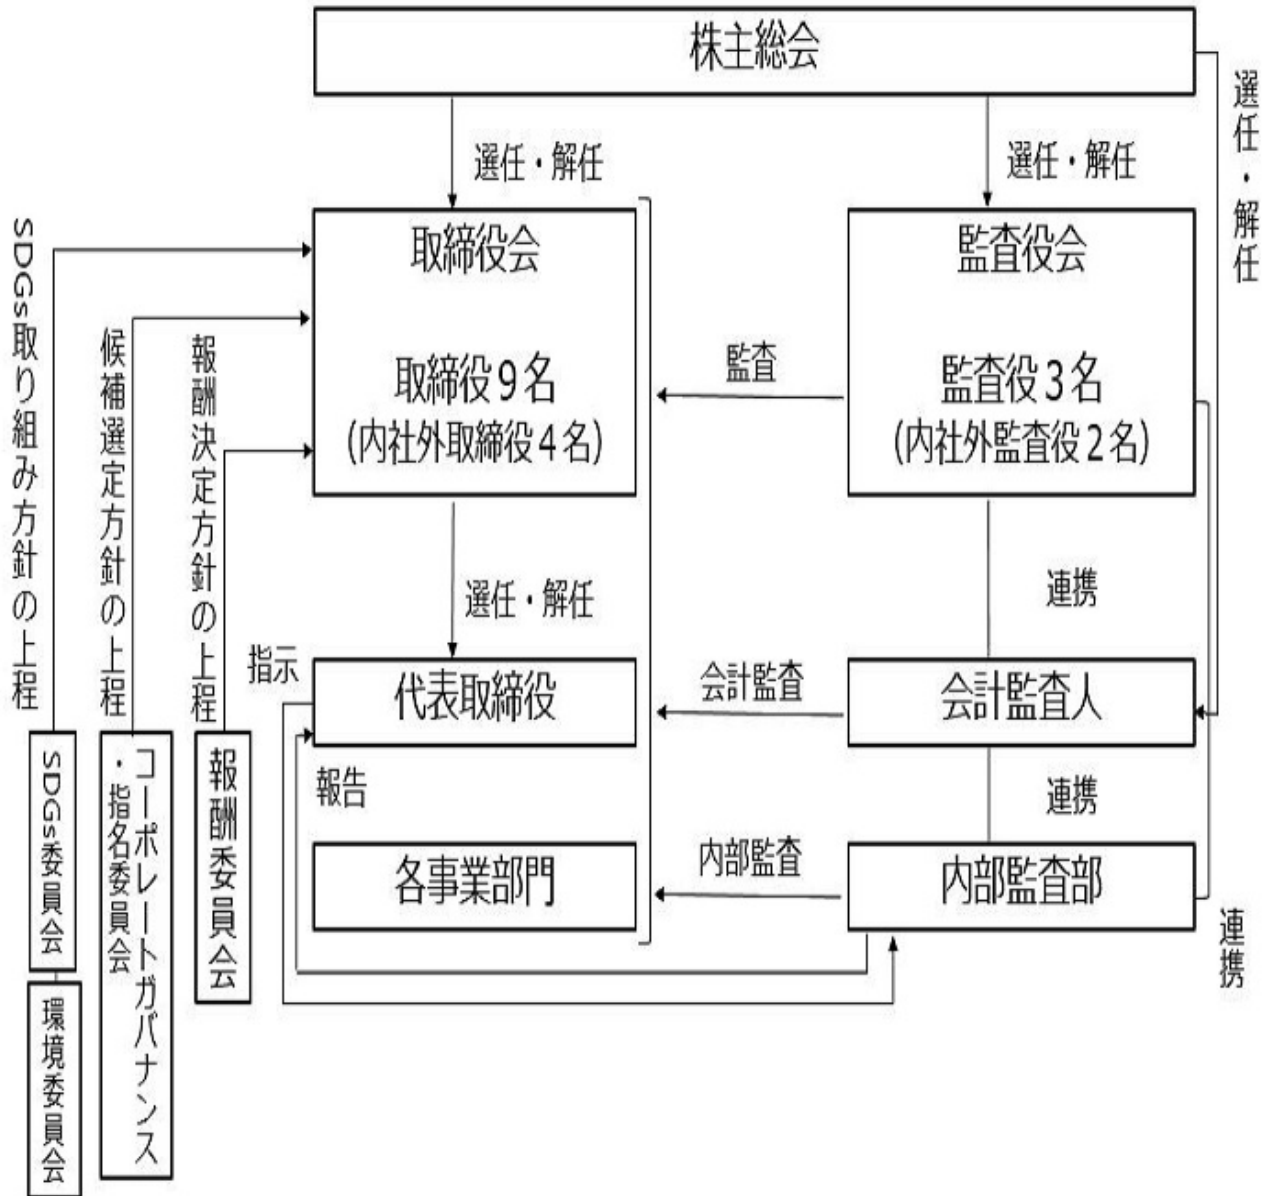 株主総会
選任・解任
選任・解任
選任・解任
取締役会
取締役9名
(内社外取締役4名)
監査役会
監査役3名
(内社外監査役2名)
監査
SDGs取り組み方針の上程
候補選定方針の上程
報酬決定方針の上程
選任・解任
連携
指示
代表取締役
会計監査
会計監査人
報告
連携
各事業部門
内部監査
内部監査部
連携
SDGs委員会
コーポレートガバナンス
・指名委員会
報酬委員会
環境委員会